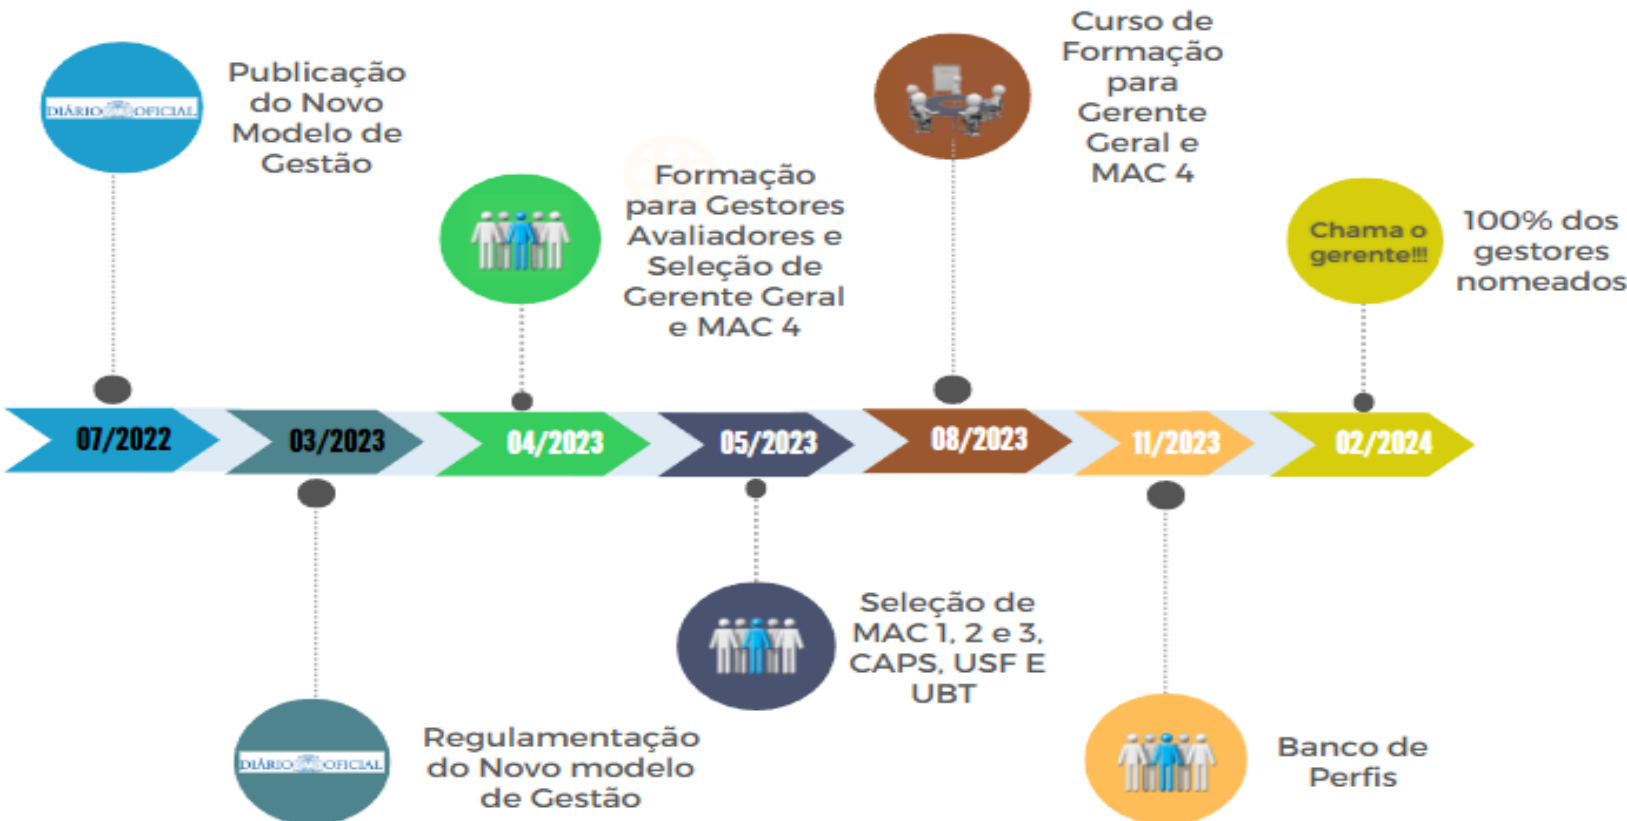 DIÁRIO OFICIAL
Publicação
do Novo
Modelo de
Gestão
Formação
para Gestores
Avaliadores e
Seleção de
Gerente Geral
e MAC 4
Curso de
Formação
para
Gerente
Geral e
MAC 4
Chama o
gerente!!!
100% dos
gestores
nomeados
07/2022
03/2023
04/2023
05/2023
08/2023
11/2023
02/2024
DIÁRIO OFICIAL
Regulamentação
do Novo modelo
de Gestão
Seleção de
MAC 1, 2 e 3,
CAPS, USF E
UBT
Banco de
Perfis